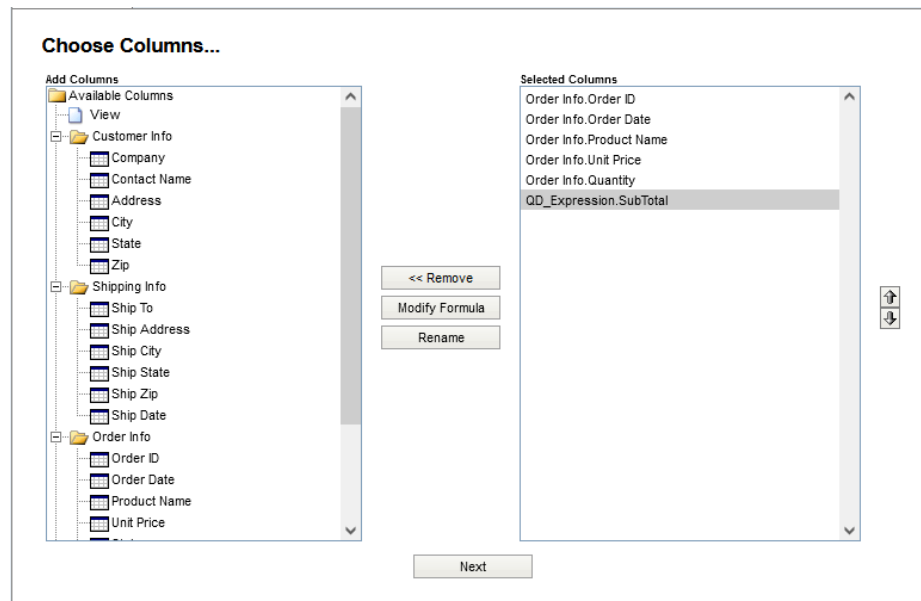 Choose Columns...
Add Columns
Available Columns
View
Customer Info
Company
Contact Name
Address
City
State
Zip
Shipping Info
Ship To
Ship Address
Ship City
Ship State
Ship Zip
Ship Date
Order Info
Order ID
Order Date
Product Name
Unit Price
<< Remove
Modify Formula
Rename
Selected Columns
Order Info.Order ID
Order Info.Order Date
Order Info.Product Name
Order Info.Unit Price
Order Info.Quantity
QD_Expression.SubTotal
Next